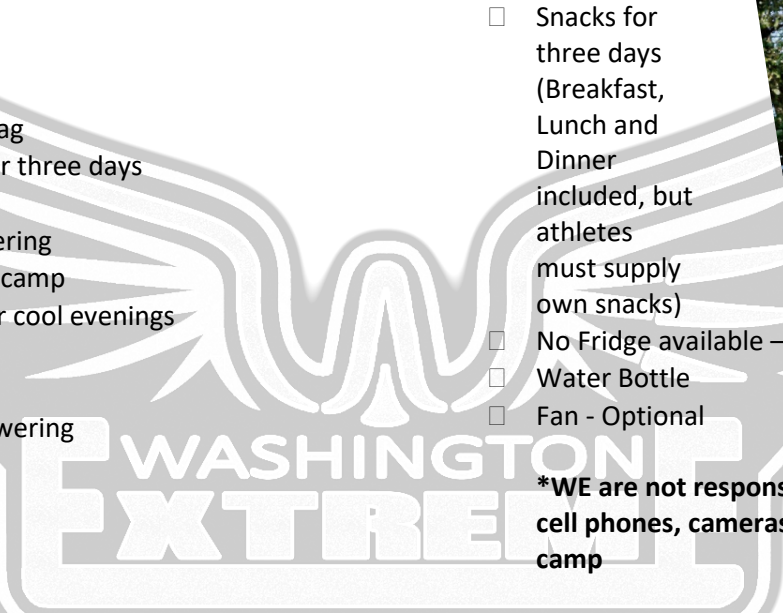 ag
r three days
ering
camp
r cool evenings
wering
Snacks for
three days
(Breakfast,
Lunch and
Dinner
included, but
athletes
must supply
own snacks)
No Fridge available –
Water Bottle
Fan - Optional
*WE are not respons
cell phones, cameras
camp
WASHINGTON
EXTREME